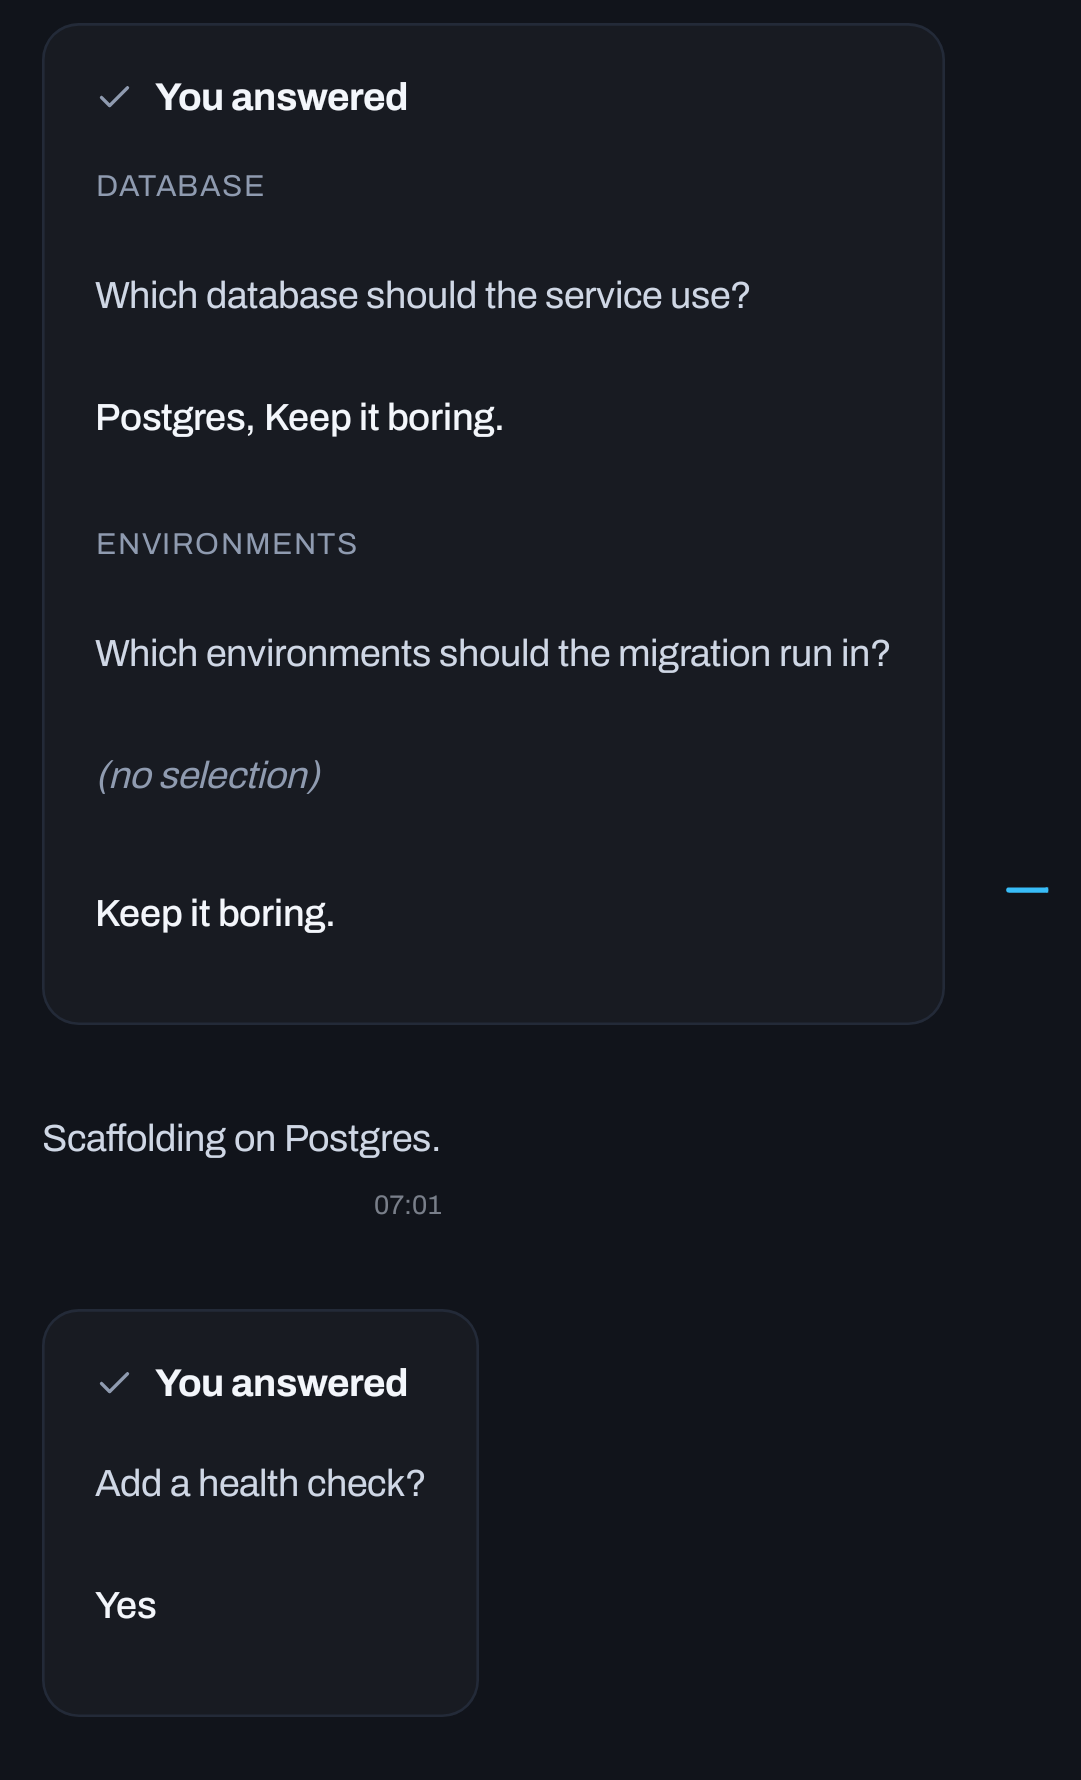 You answered
DATABASE
Which database should the service use?
Postgres, Keep it boring.
ENVIRONMENTS
Which environments should the migration run in?
(no selection)
Keep it boring.
Scaffolding on Postgres.
07:01
You answered
Add a health check?
Yes